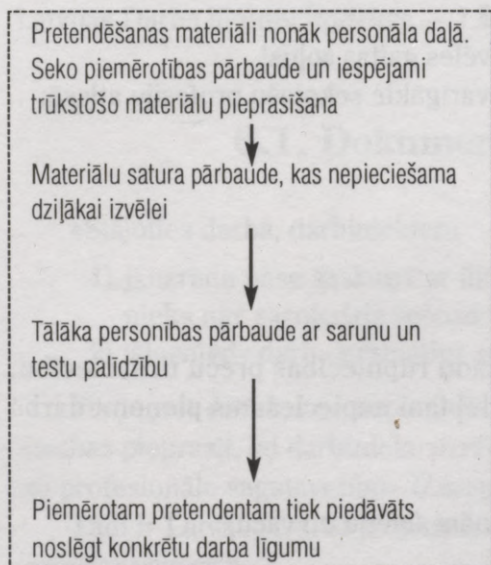 Pretendēšanas materiāli nonāk personāla daļā.
Seko piemērotības pārbaude un iespējami
trūkstošo materiālu pieprasīšana
Materiālu satura pārbaude, kas nepieciešama
dziļākai izvēlei
Tālāka personības pārbaude ar sarunu un
testu palīdzību
Piemērotam pretendentam tiek piedāvāts
noslēgt konkrētu darba līgumu